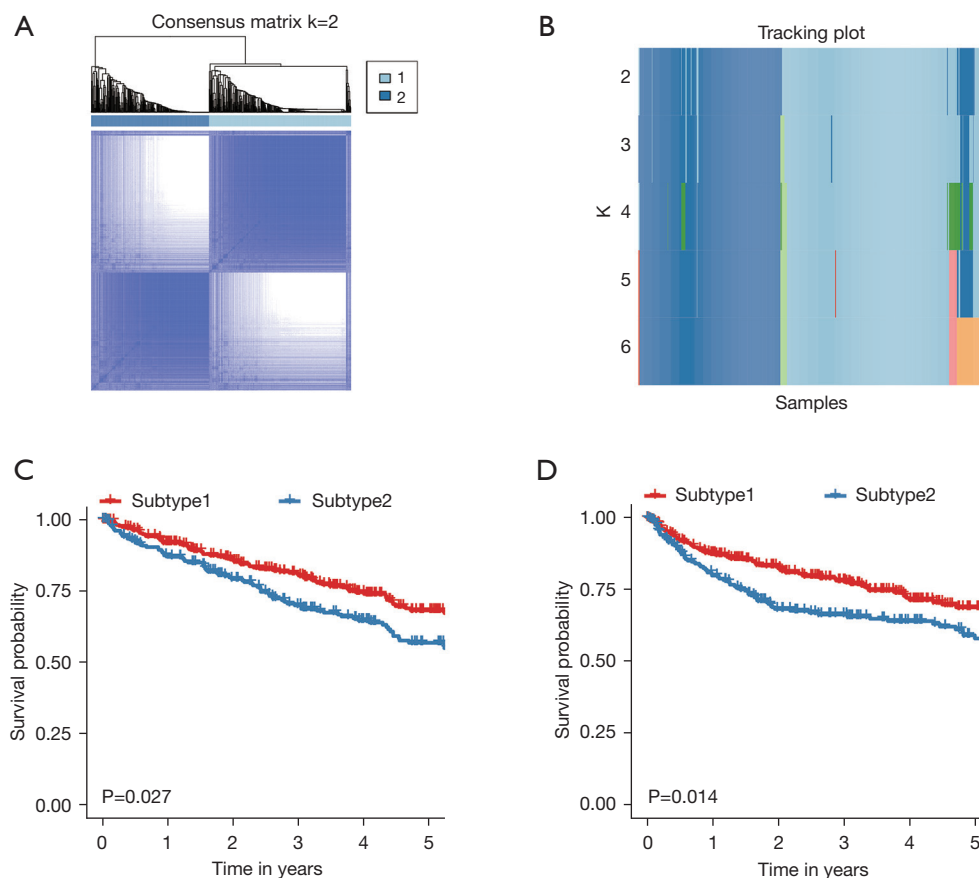 A
Consensus matrix k=2
1
2
B
Tracking plot
2
3
4
5
6
K
Samples
C
Subtype1 Subtype2
1.00
0.75
0.50
0.25
0.00
Survival probability
P=0.027
0 1 2 3 4 5
Time in years
D
Subtype1 Subtype2
1.00
0.75
0.50
0.25
0.00
Survival probability
P=0.014
0 1 2 3 4 5
Time in years